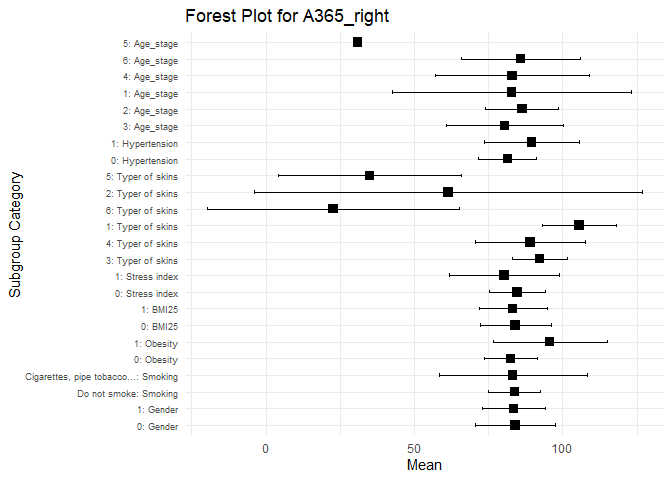 Forest Plot for A365_right
Subgroup Category
5: Age_stage
6: Age_stage
4: Age_stage
1: Age_stage
2: Age_stage
3: Age_stage
1: Hypertension
0: Hypertension
5: Typer of skins
2: Typer of skins
6: Typer of skins
1: Typer of skins
4: Typer of skins
3: Typer of skins
1: Stress index
0: Stress index
1: BMI25
0: BMI25
1: Obesity
0: Obesity
Cigarettes, pipe tobacco...: Smoking
Do not smoke: Smoking
1: Gender
0: Gender
0 50 100
Mean